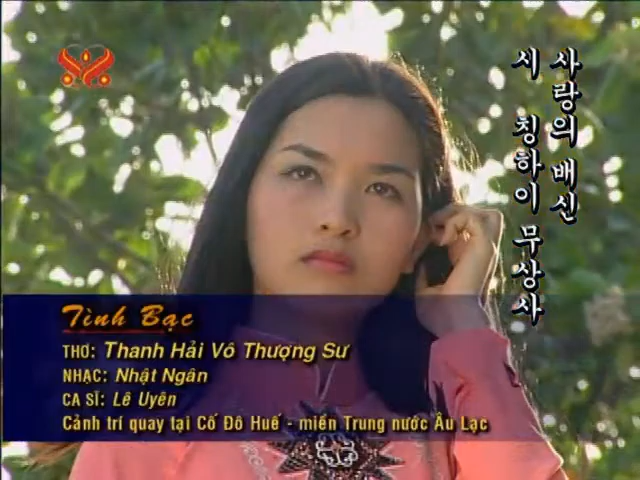 사랑의 배신
시 칭하이 무상사
Tình Bạc
THƠ: Thanh Hải Vô Thượng Sư
NHẠC: Nhật Ngân
CA SĨ: Lê Uyên
Cảnh trí quay tại Cố Đô Huế - miền Trung nước Âu Lạc